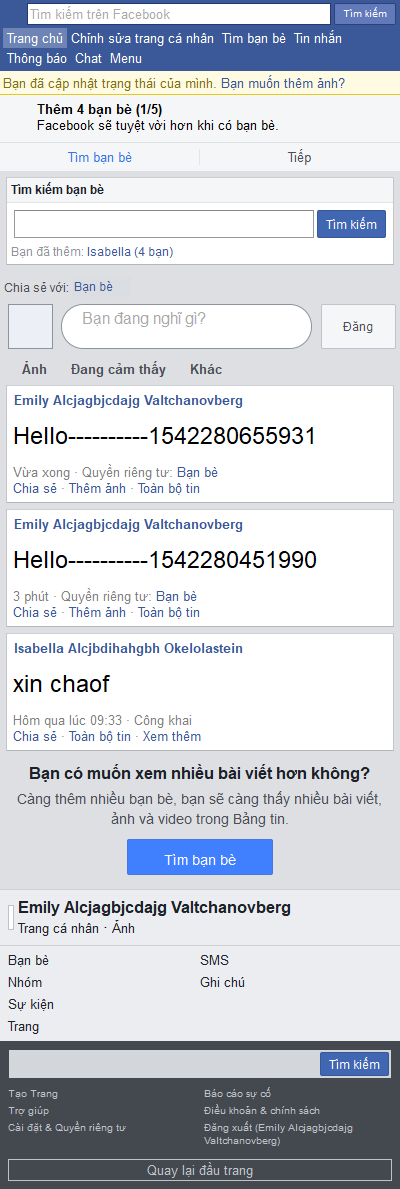 Tìm kiếm trên Facebook
Tìm kiếm
Trang chủ Chỉnh sửa trang cá nhân Tìm bạn bè Tin nhắn
Thông báo Chat Menu
Bạn đã cập nhật trạng thái của mình. Bạn muốn thêm ảnh?
Thêm 4 bạn bè (1/5)
Facebook sẽ tuyệt vời hơn khi có bạn bè.
Tìm bạn bè Tiếp
Tìm kiếm bạn bè
Tìm kiếm
Bạn đã thêm: Isabella (4 bạn)
Chia sẻ với: Bạn bè
Bạn đang nghĩ gì?
Đăng
Ảnh Đang cảm thấy Khác
Emily Alcjagbjcdajg Valtchanovberg
Hello----------1542280655931
Vừa xong · Quyền riêng tư: Bạn bè
Chia sẻ · Thêm ảnh · Toàn bộ tin
Emily Alcjagbjcdajg Valtchanovberg
Hello----------1542280451990
3 phút · Quyền riêng tư: Bạn bè
Chia sẻ · Thêm ảnh · Toàn bộ tin
Isabella Alcjbdihahgbh Okelolastein
xin chaof
Hôm qua lúc 09:33 · Công khai
Chia sẻ · Toàn bộ tin · Xem thêm
Bạn có muốn xem nhiều bài viết hơn không?
Càng thêm nhiều bạn bè, bạn sẽ càng thấy nhiều bài viết,
ảnh và video trong Bảng tin.
Tìm bạn bè
Emily Alcjagbjcdajg Valtchanovberg
Trang cá nhân · Ảnh
Bạn bè SMS
Nhóm Ghi chú
Sự kiện
Trang
Tìm kiếm
Tạo Trang Báo cáo sự cố
Trợ giúp Điều khoản & chính sách
Cài đặt & Quyền riêng tư Đăng xuất (Emily Alcjagbjcdajg
Valtchanovberg)
Quay lại đầu trang